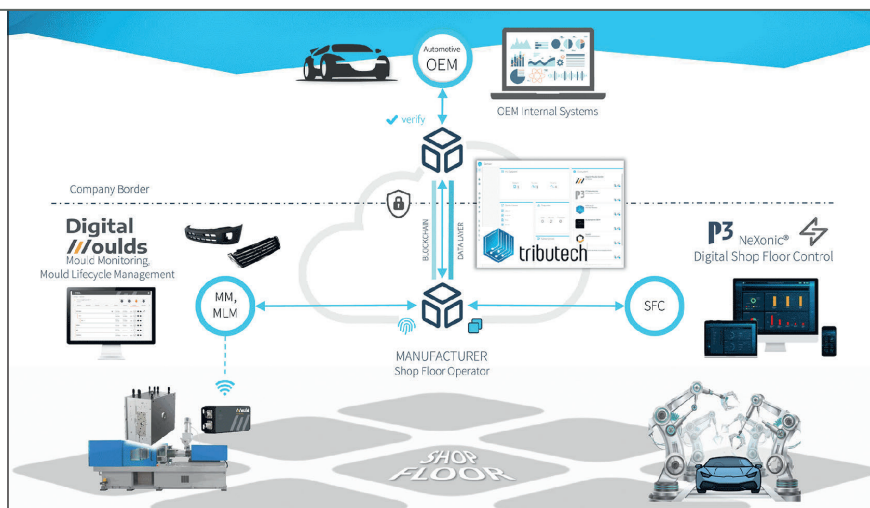 Automotive
OEM
OEM Internal Systems
verify
Company Border
BLOCKCHAIN
DATA LAYER
tributech
Digital
Moulds
Mould Monitoring,
Mould Lifecycle Management
P3 NeXonic®
Digital Shop Floor Control
MM,
MLM
SFC
MANUFACTURER
Shop Floor Operator
SHOP
FLOOR